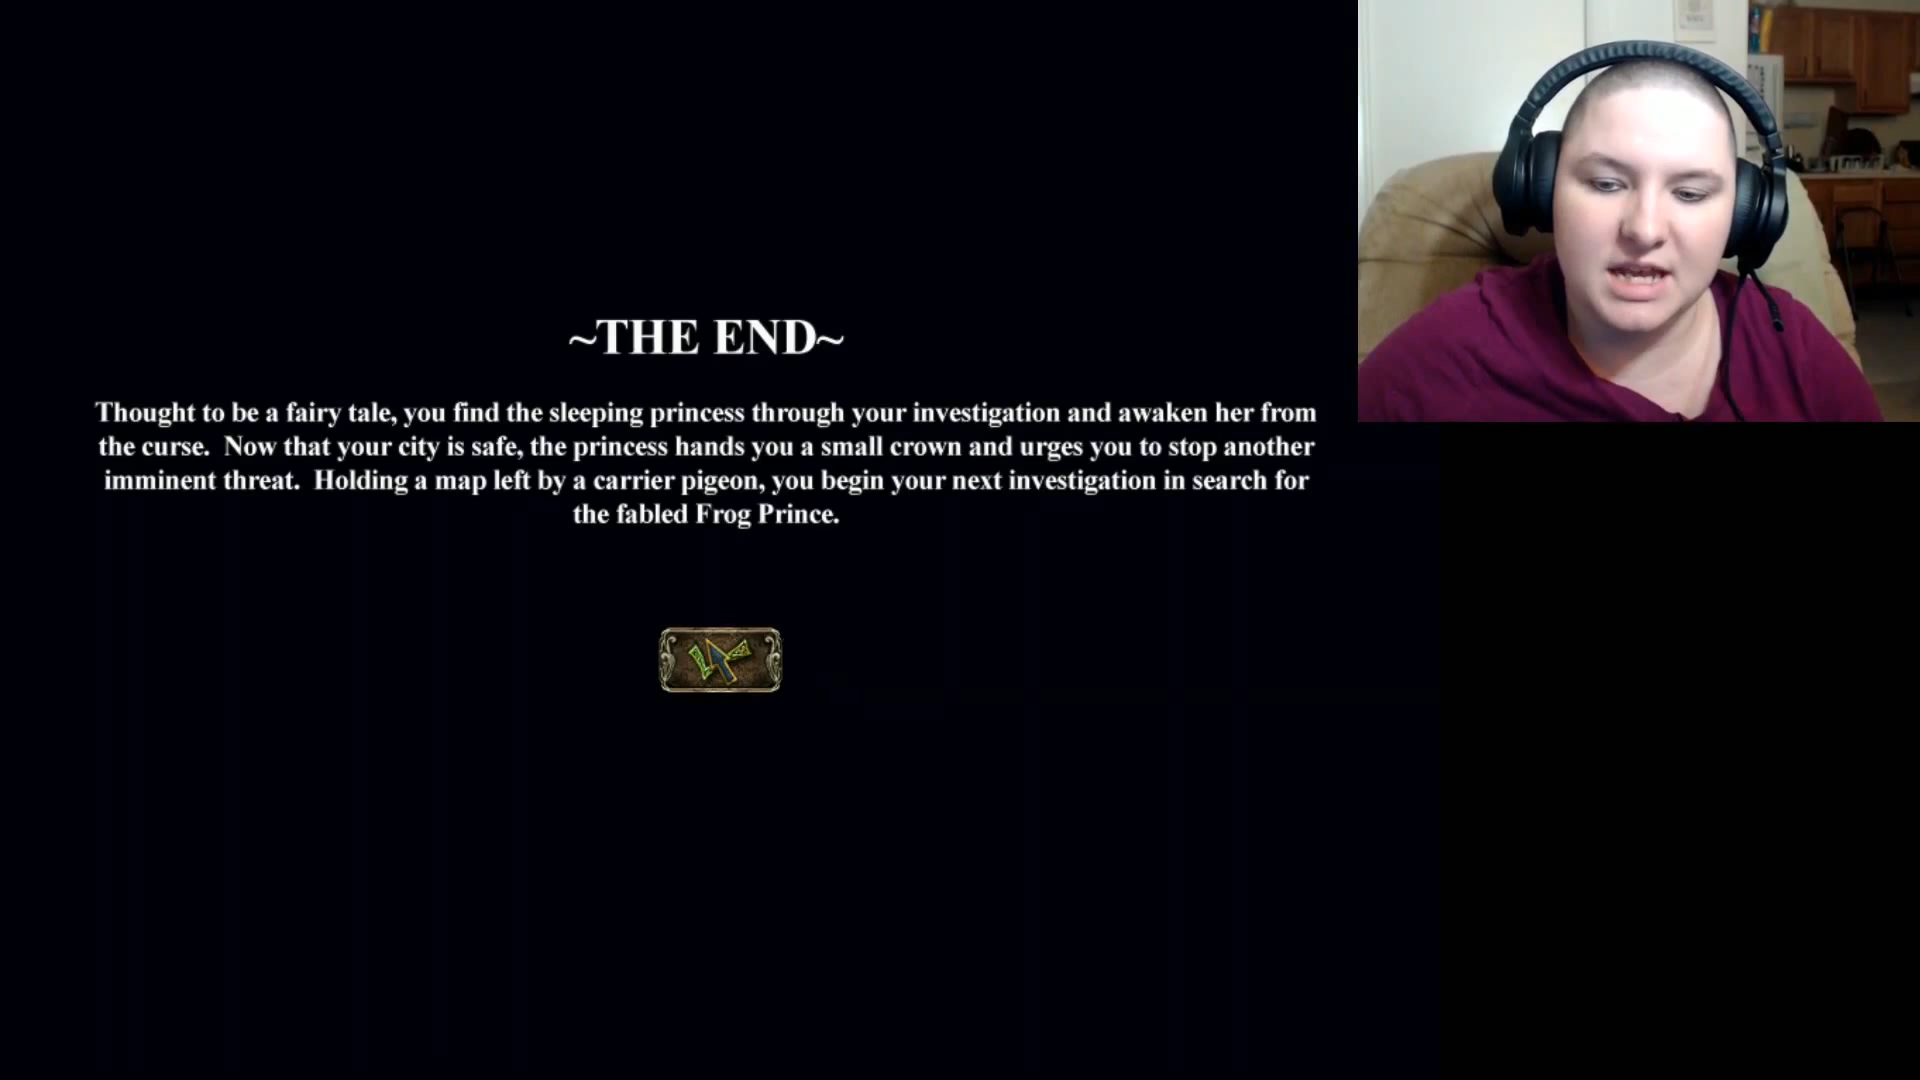 ~THE END~
Thought to be a fairy tale, you find the sleeping princess through your investigation and awaken her from
the curse.  Now that your city is safe, the princess hands you a small crown and urges you to stop another
imminent threat.  Holding a map left by a carrier pigeon, you begin your next investigation in search for
the fabled Frog Prince.